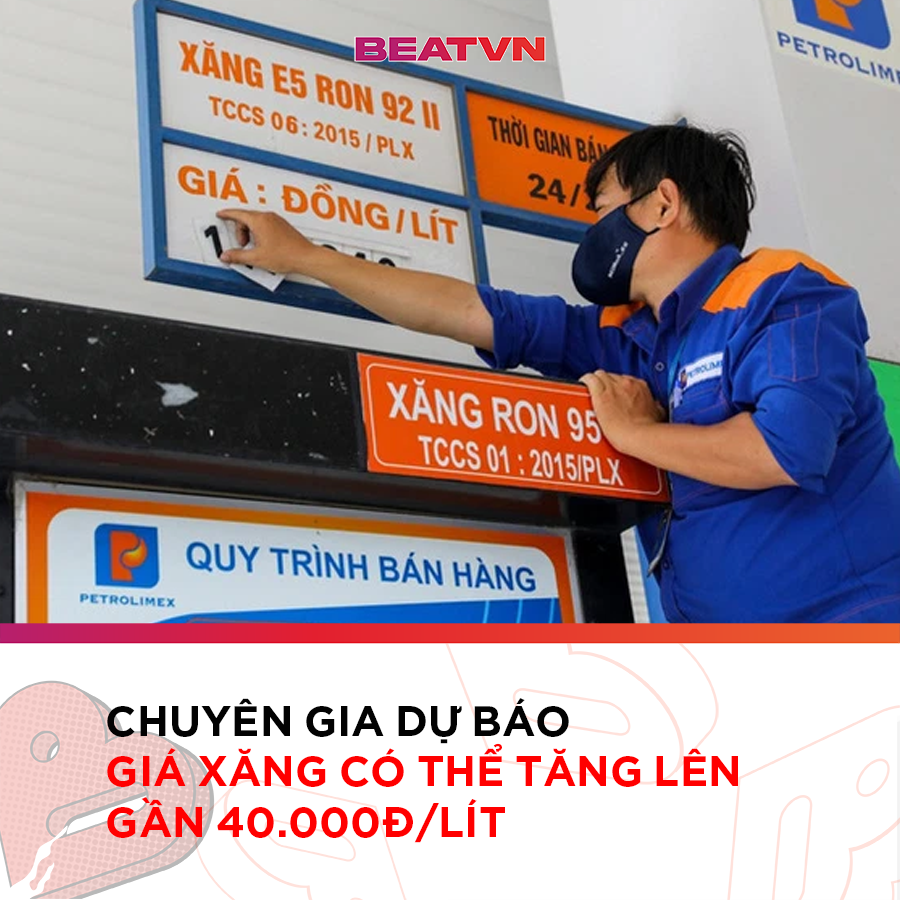 BEATVN
PETROLIMEX
XĂNG E5 RON 92 II
TCCS 06 : 2015 / PLX
THỜI GIAN BÁN
24/
GIÁ : ĐỒNG/LÍT
1
PETROLIMEX
XĂNG RON 95
TCCS 01 : 2015/PLX
QUY TRÌNH BÁN HÀNG
PETROLIMEX
CHUYÊN GIA DỰ BÁO
GIÁ XĂNG CÓ THỂ TĂNG LÊN
GẦN 40.000Đ/LÍT